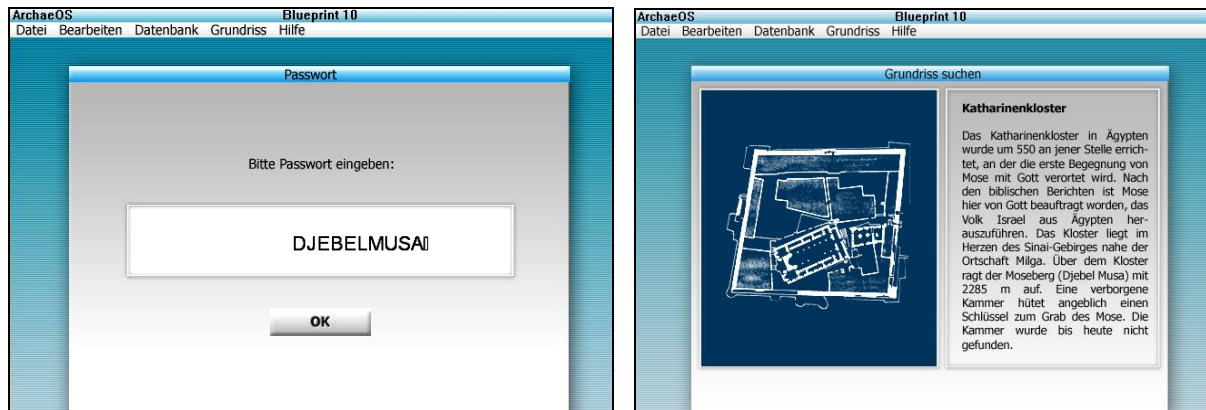 ArchaeOS Blueprint 10
Datei Bearbeiten Datenbank Grundriss Hilfe
Passwort
Bitte Passwort eingeben:
DJEBELMUSA
OK
ArchaeOS Blueprint 10
Datei Bearbeiten Datenbank Grundriss Hilfe
Grundriss suchen
Katharinenkloster
Das Katharinenkloster in Ägypten
wurde um 550 an jener Stelle errich-
tet, an der die erste Begegnung von
Mose mit Gott verortet wird. Nach
den biblischen Berichten ist Mose
hier von Gott beauftragt worden, das
Volk Israel aus Ägypten her-
auszuführen. Das Kloster liegt im
Herzen des Sinai-Gebirges nahe der
Ortschaft Milga. Über dem Kloster
ragt der Moseberg (Djebel Musa) mit
2285 m auf. Eine verborgene
Kammer hütet angeblich einen
Schlüssel zum Grab des Mose. Die
Kammer wurde bis heute nicht
gefunden.